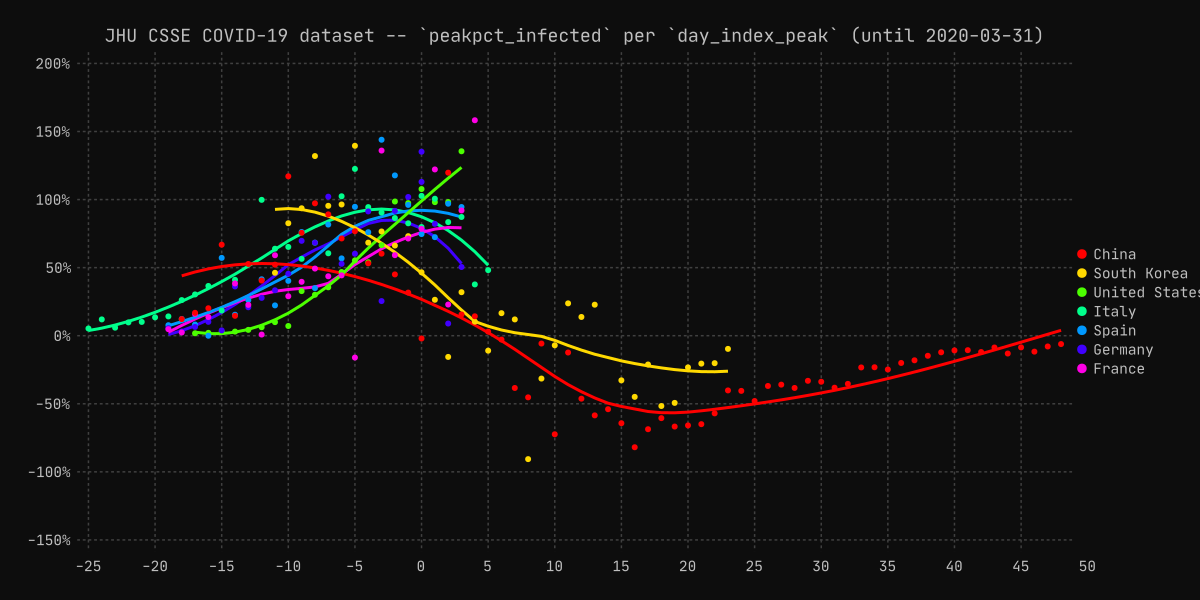 JHU CSSE COVID-19 dataset -- `peakpct_infected` per `day_index_peak` (until 2020-03-31)
200%
150%
100%
50%
0%
-50%
-100%
-150%
-25 -20 -15 -10 -5 0 5 10 15 20 25 30 35 40 45 50
China
South Korea
United States
Italy
Spain
Germany
France